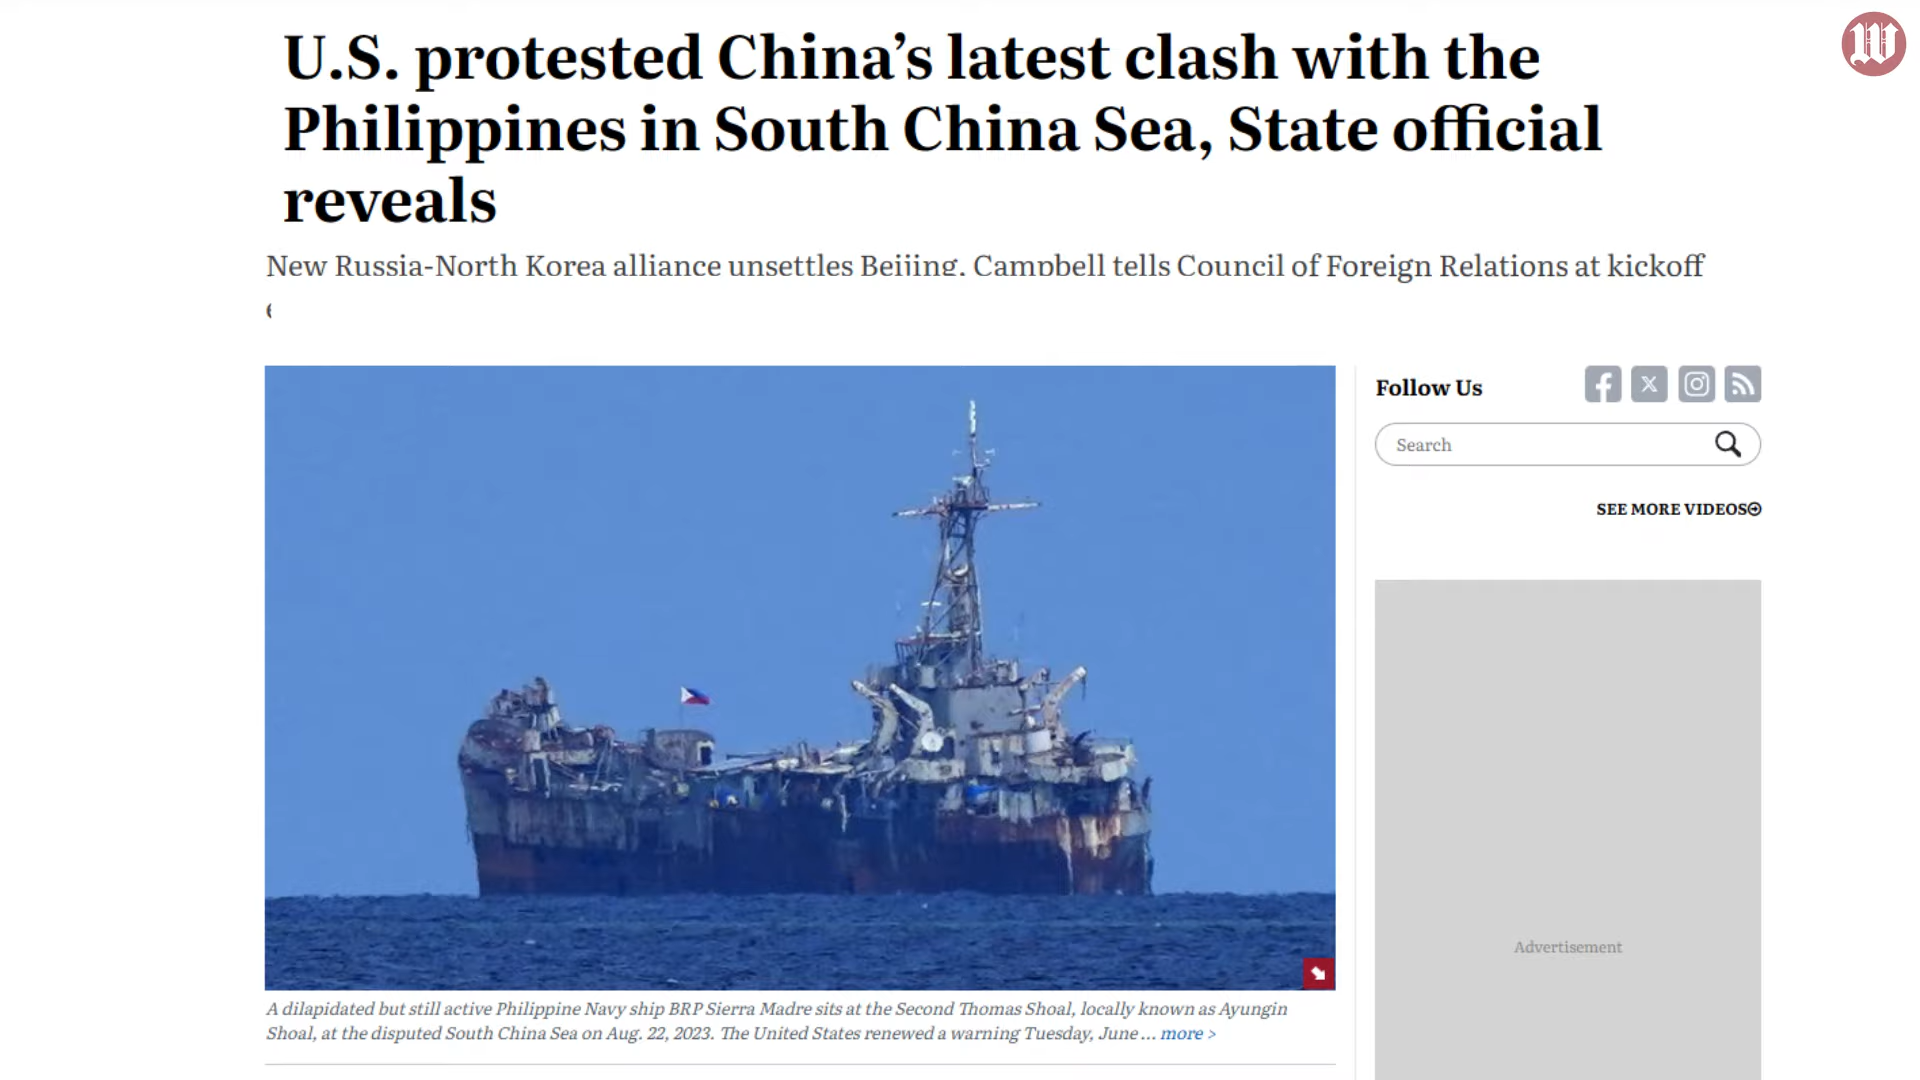 U.S. protested China’s latest clash with the
Philippines in South China Sea, State official
reveals
New Russia-North Korea alliance unsettles Beijing, Campbell tells Council of Foreign Relations at kickoff
Follow Us
Search
SEE MORE VIDEOS
Advertisement
A dilapidated but still active Philippine Navy ship BRP Sierra Madre sits at the Second Thomas Shoal, locally known as Ayungin
Shoal, at the disputed South China Sea on Aug. 22, 2023. The United States renewed a warning Tuesday, June ... more >